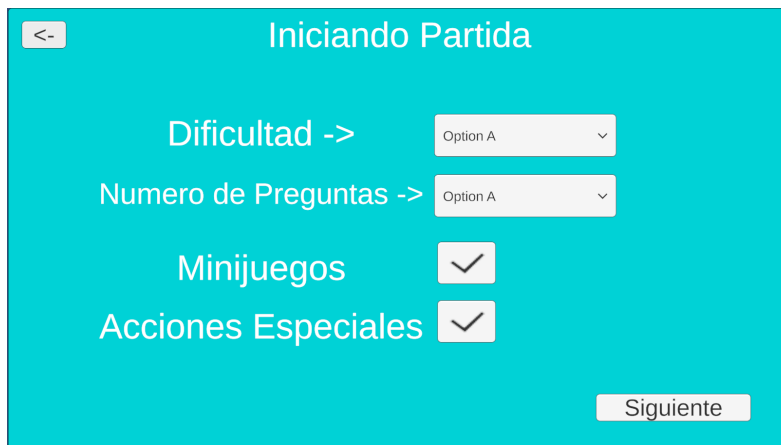 <-
Iniciando Partida
Dificultad ->
Option A
Numero de Preguntas ->
Option A
Minijuegos
Acciones Especiales
Siguiente